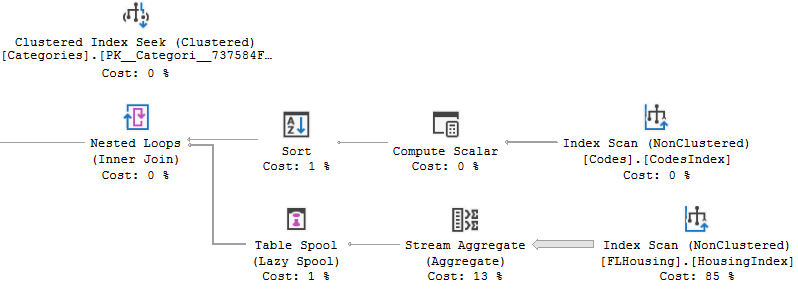 Clustered Index Seek (Clustered)
[Categories].[PK__Categori__737584F…
Cost: 0 %
Nested Loops
(Inner Join)
Cost: 0 %
Sort
Cost: 1 %
Compute Scalar
Cost: 0 %
Index Scan (NonClustered)
[Codes].[CodesIndex]
Cost: 0 %
Table Spool
(Lazy Spool)
Cost: 1 %
Stream Aggregate
(Aggregate)
Cost: 13 %
Index Scan (NonClustered)
[FLHousing].[HousingIndex]
Cost: 85 %